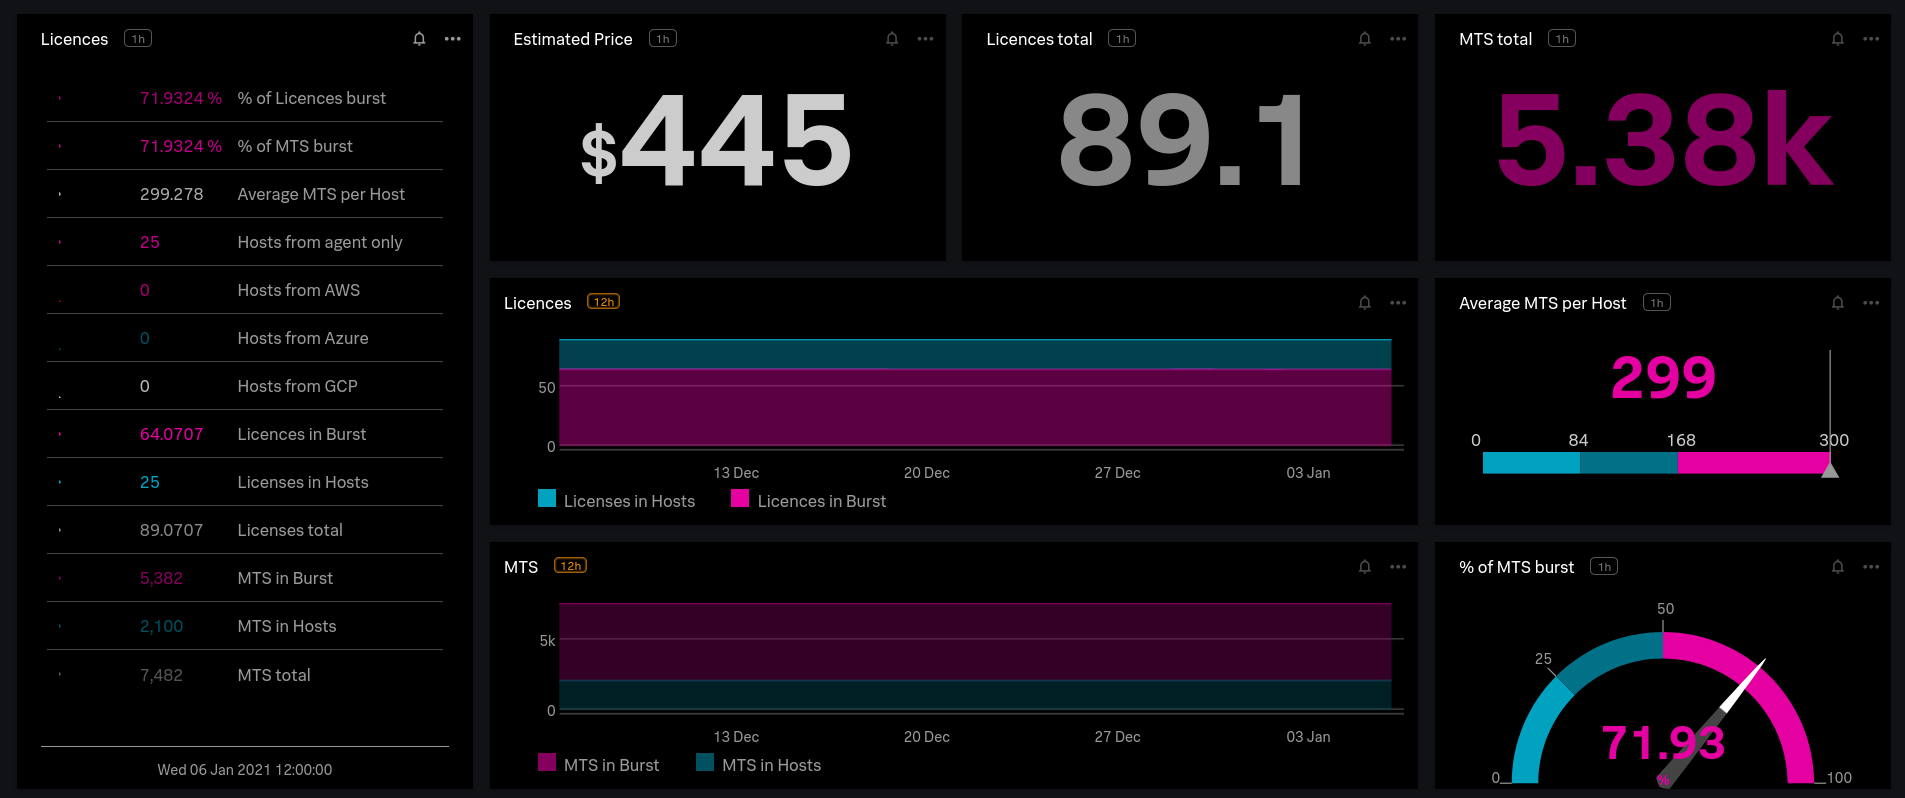 Licences 1h
71.9324 % % of Licences burst
71.9324 % % of MTS burst
299.278 Average MTS per Host
25 Hosts from agent only
0 Hosts from AWS
0 Hosts from Azure
0 Hosts from GCP
64.0707 Licences in Burst
25 Licenses in Hosts
89.0707 Licenses total
5,382 MTS in Burst
2,100 MTS in Hosts
7,482 MTS total
Wed 06 Jan 2021 12:00:00
Estimated Price 1h
$445
Licences total 1h
89.1
MTS total 1h
5.38k
Licences 12h
50
0
13 Dec 20 Dec 27 Dec 03 Jan
Licenses in Hosts Licences in Burst
Average MTS per Host 1h
299
0 84 168 300
MTS 12h
5k
0
13 Dec 20 Dec 27 Dec 03 Jan
MTS in Burst MTS in Hosts
% of MTS burst 1h
50
25
71.93
%
0 100